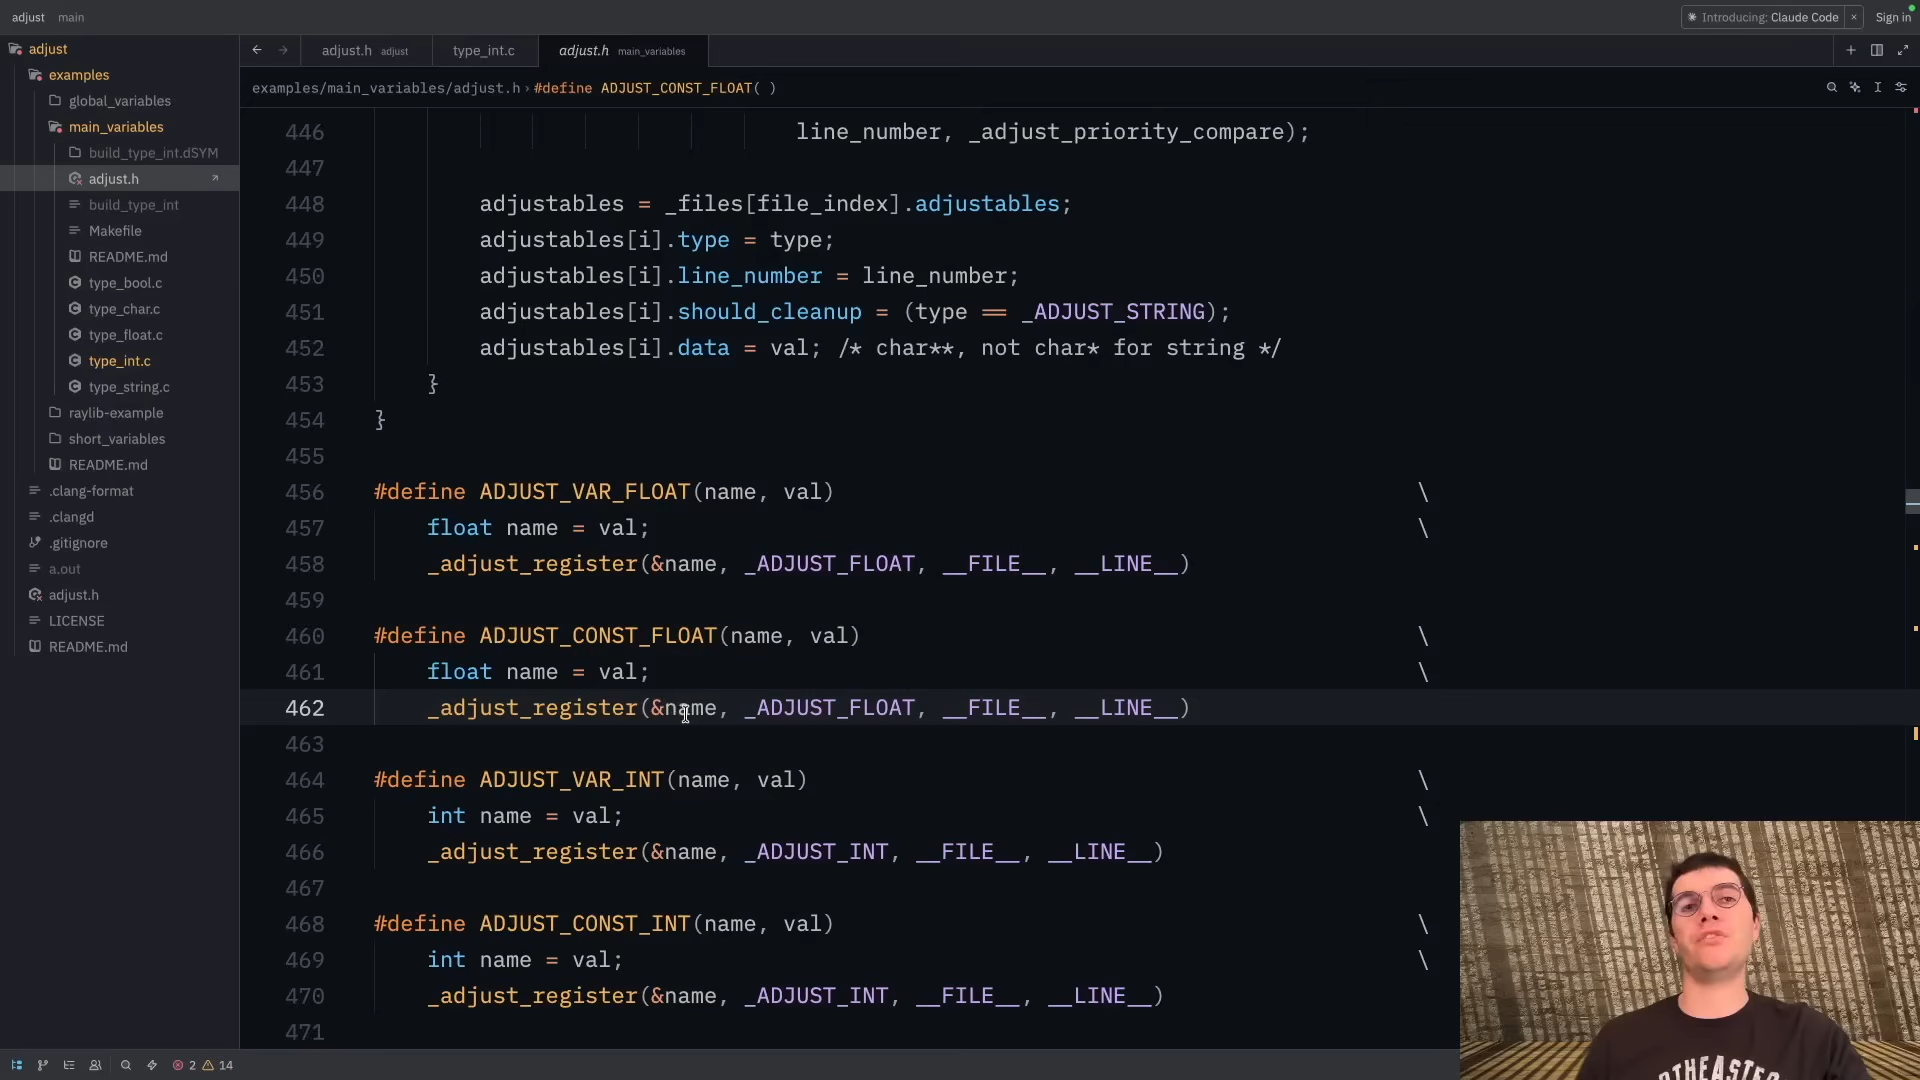 adjust main
Introducing: Claude Code × Sign in
adjust
examples
global_variables
main_variables
build_type_int.dSYM
adjust.h
build_type_int
Makefile
README.md
type_bool.c
type_char.c
type_float.c
type_int.c
type_string.c
raylib-example
short_variables
README.md
.clang-format
.clangd
.gitignore
a.out
adjust.h
LICENSE
README.md
adjust.h adjust type_int.c adjust.h main_variables
examples/main_variables/adjust.h › #define ADJUST_CONST_FLOAT( )
446 line_number, _adjust_priority_compare);
447
448 adjustables = _files[file_index].adjustables;
449 adjustables[i].type = type;
450 adjustables[i].line_number = line_number;
451 adjustables[i].should_cleanup = (type == _ADJUST_STRING);
452 adjustables[i].data = val; /* char**, not char* for string */
453 }
454 }
455
456 #define ADJUST_VAR_FLOAT(name, val) \
457 float name = val; \
458 _adjust_register(&name, _ADJUST_FLOAT, __FILE__, __LINE__)
459
460 #define ADJUST_CONST_FLOAT(name, val) \
461 float name = val; \
462 _adjust_register(&name, _ADJUST_FLOAT, __FILE__, __LINE__)
463
464 #define ADJUST_VAR_INT(name, val) \
465 int name = val; \
466 _adjust_register(&name, _ADJUST_INT, __FILE__, __LINE__)
467
468 #define ADJUST_CONST_INT(name, val) \
469 int name = val; \
470 _adjust_register(&name, _ADJUST_INT, __FILE__, __LINE__)
471
2 14